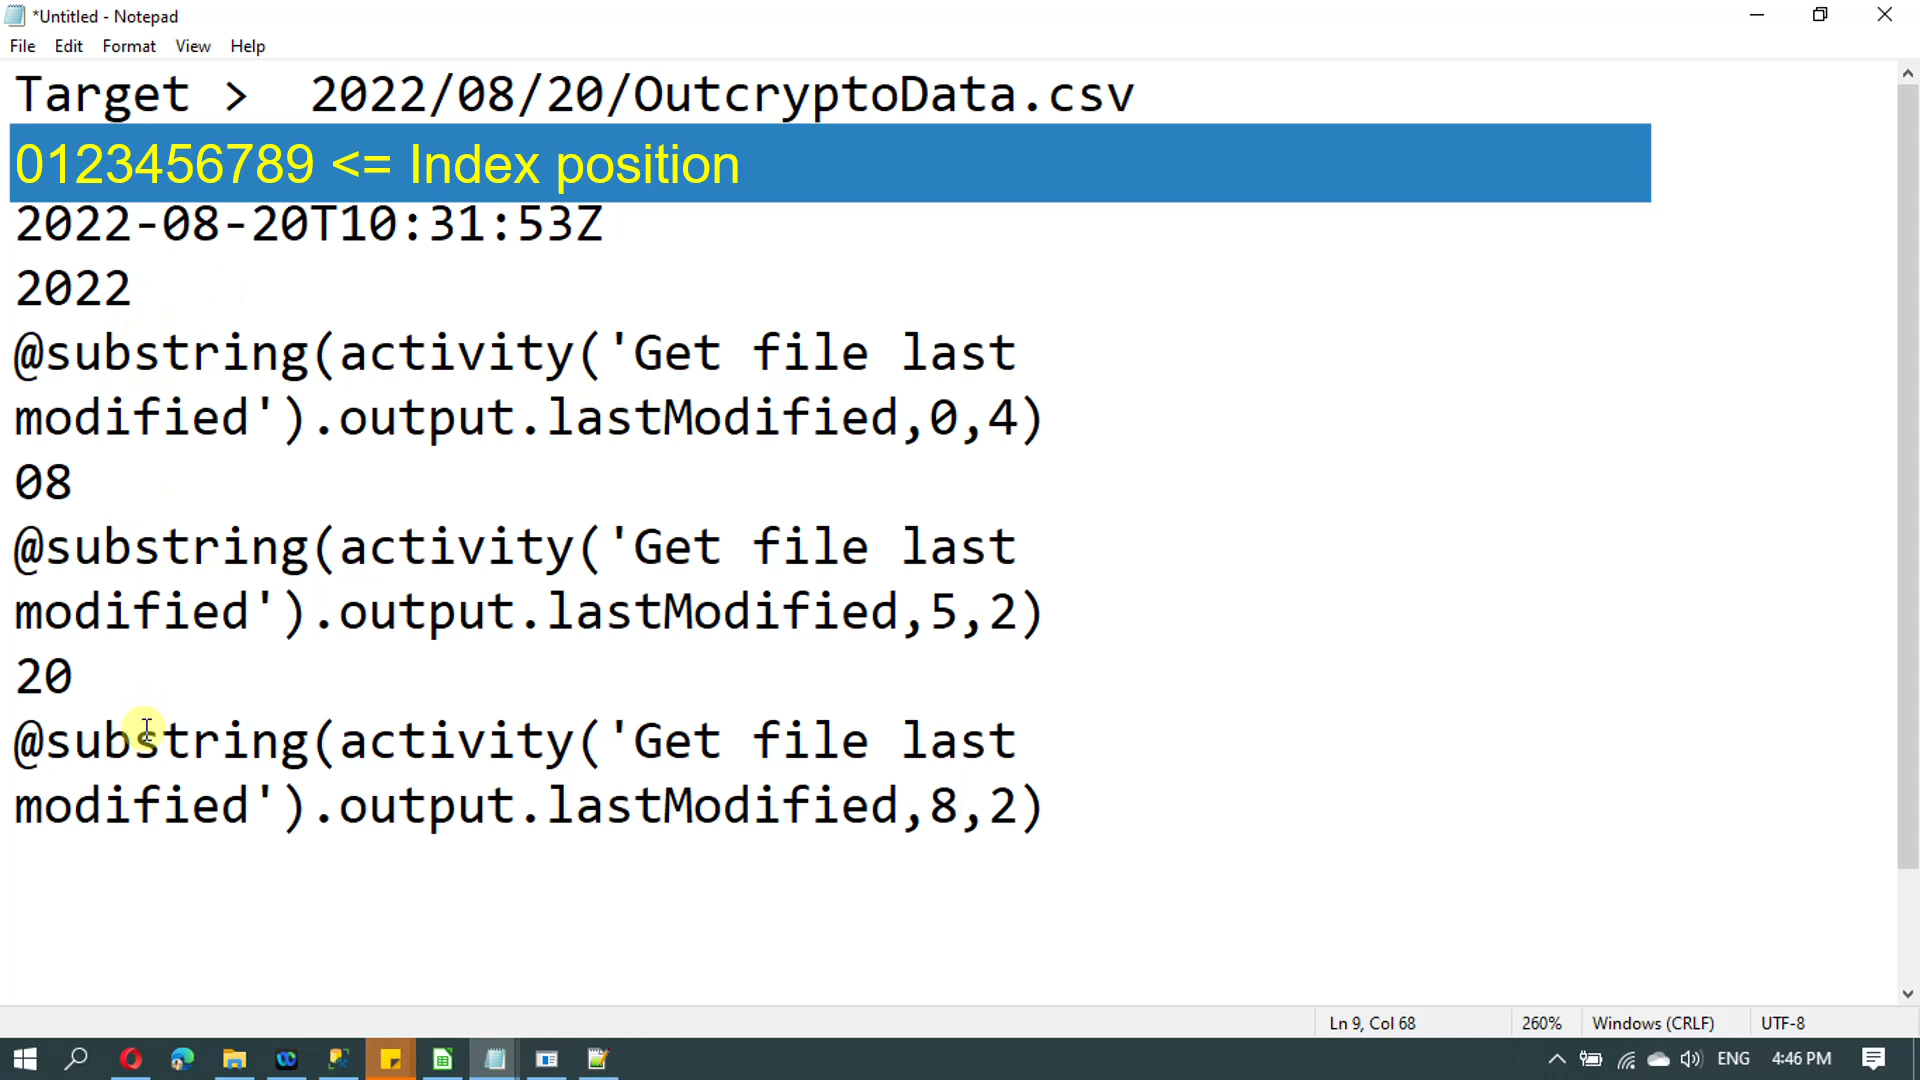 *Untitled - Notepad
File Edit Format View Help
Target >  2022/08/20/OutcryptoData.csv
0123456789 <= Index position
2022-08-20T10:31:53Z
2022
@substring(activity('Get file last
modified').output.lastModified,0,4)
08
@substring(activity('Get file last
modified').output.lastModified,5,2)
20
@substring(activity('Get file last
modified').output.lastModified,8,2)
Ln 9, Col 68 260% Windows (CRLF) UTF-8
ENG 4:46 PM